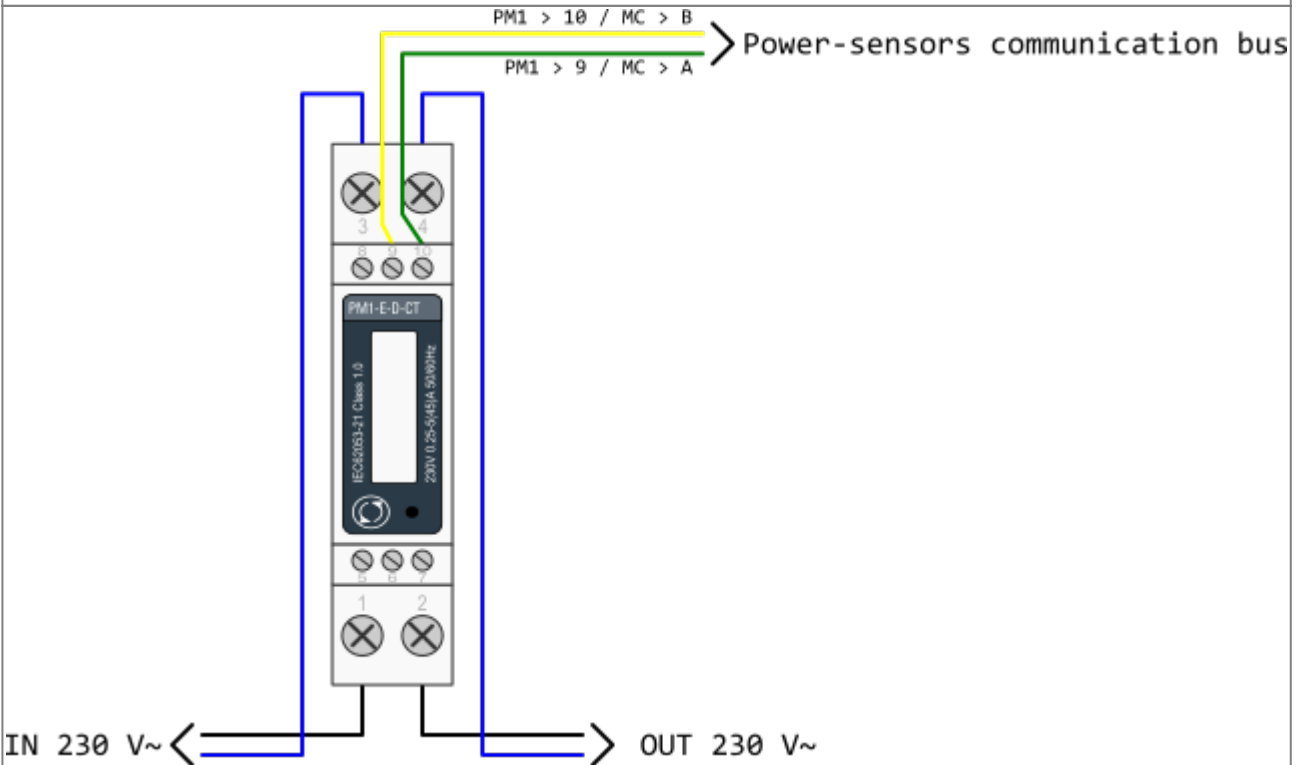 PM1 > 10 / MC > B
Power-sensors communication bus
PM1 > 9 / MC > A
3 4
8 9 10
PM1-E-D-CT
IEC62053-21 Class 1.0
230V 0.25-5(45)A 50/60Hz
5 6 7
1 2
IN 230 V~
OUT 230 V~